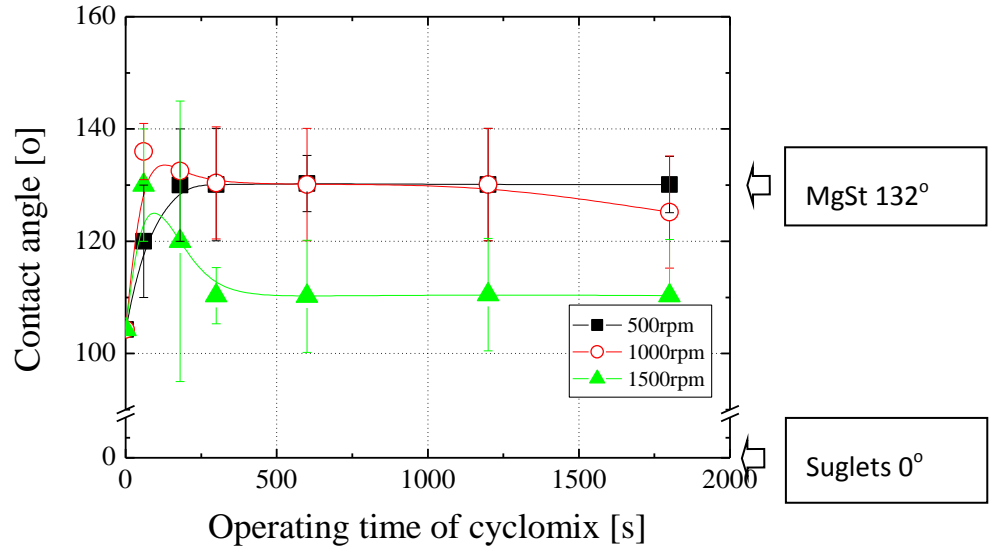 160
140
120
100
0
Contact angle [o]
0
500
1000
1500
2000
Operating time of cyclomix [s]
500rpm
1000rpm
1500rpm
MgSt 132°
Suglets 0°